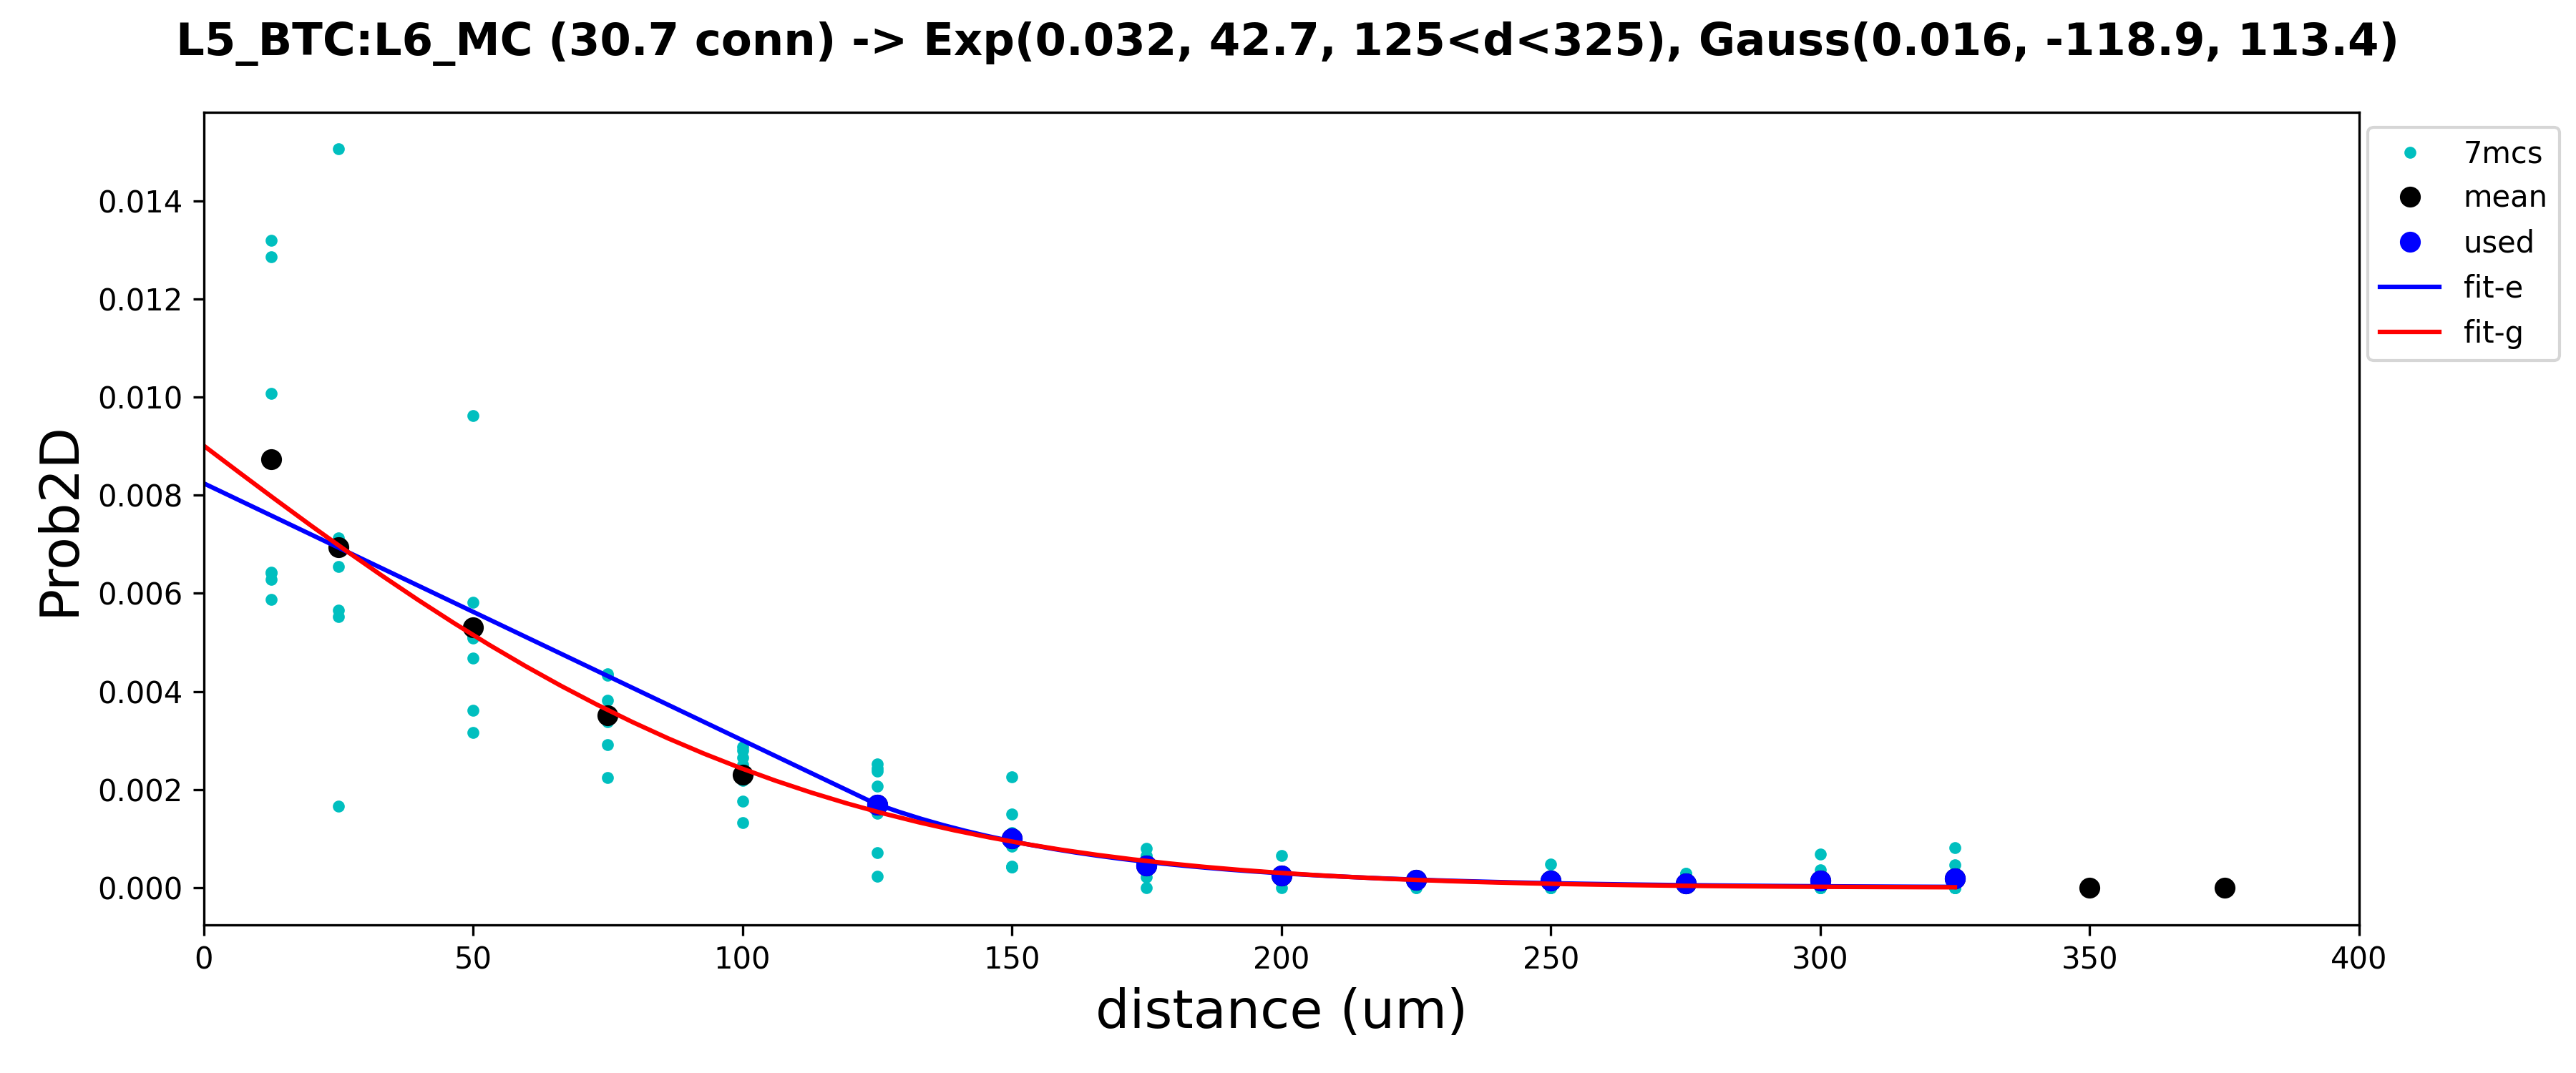 L5_BTC:L6_MC (30.7 conn) -> Exp(0.032, 42.7, 125<d<325), Gauss(0.016, -118.9, 113.4)
7mcs
mean
used
fit-e
fit-g
Prob2D
0.014
0.012
0.010
0.008
0.006
0.004
0.002
0.000
0 50 100 150 200 250 300 350 400
distance (um)